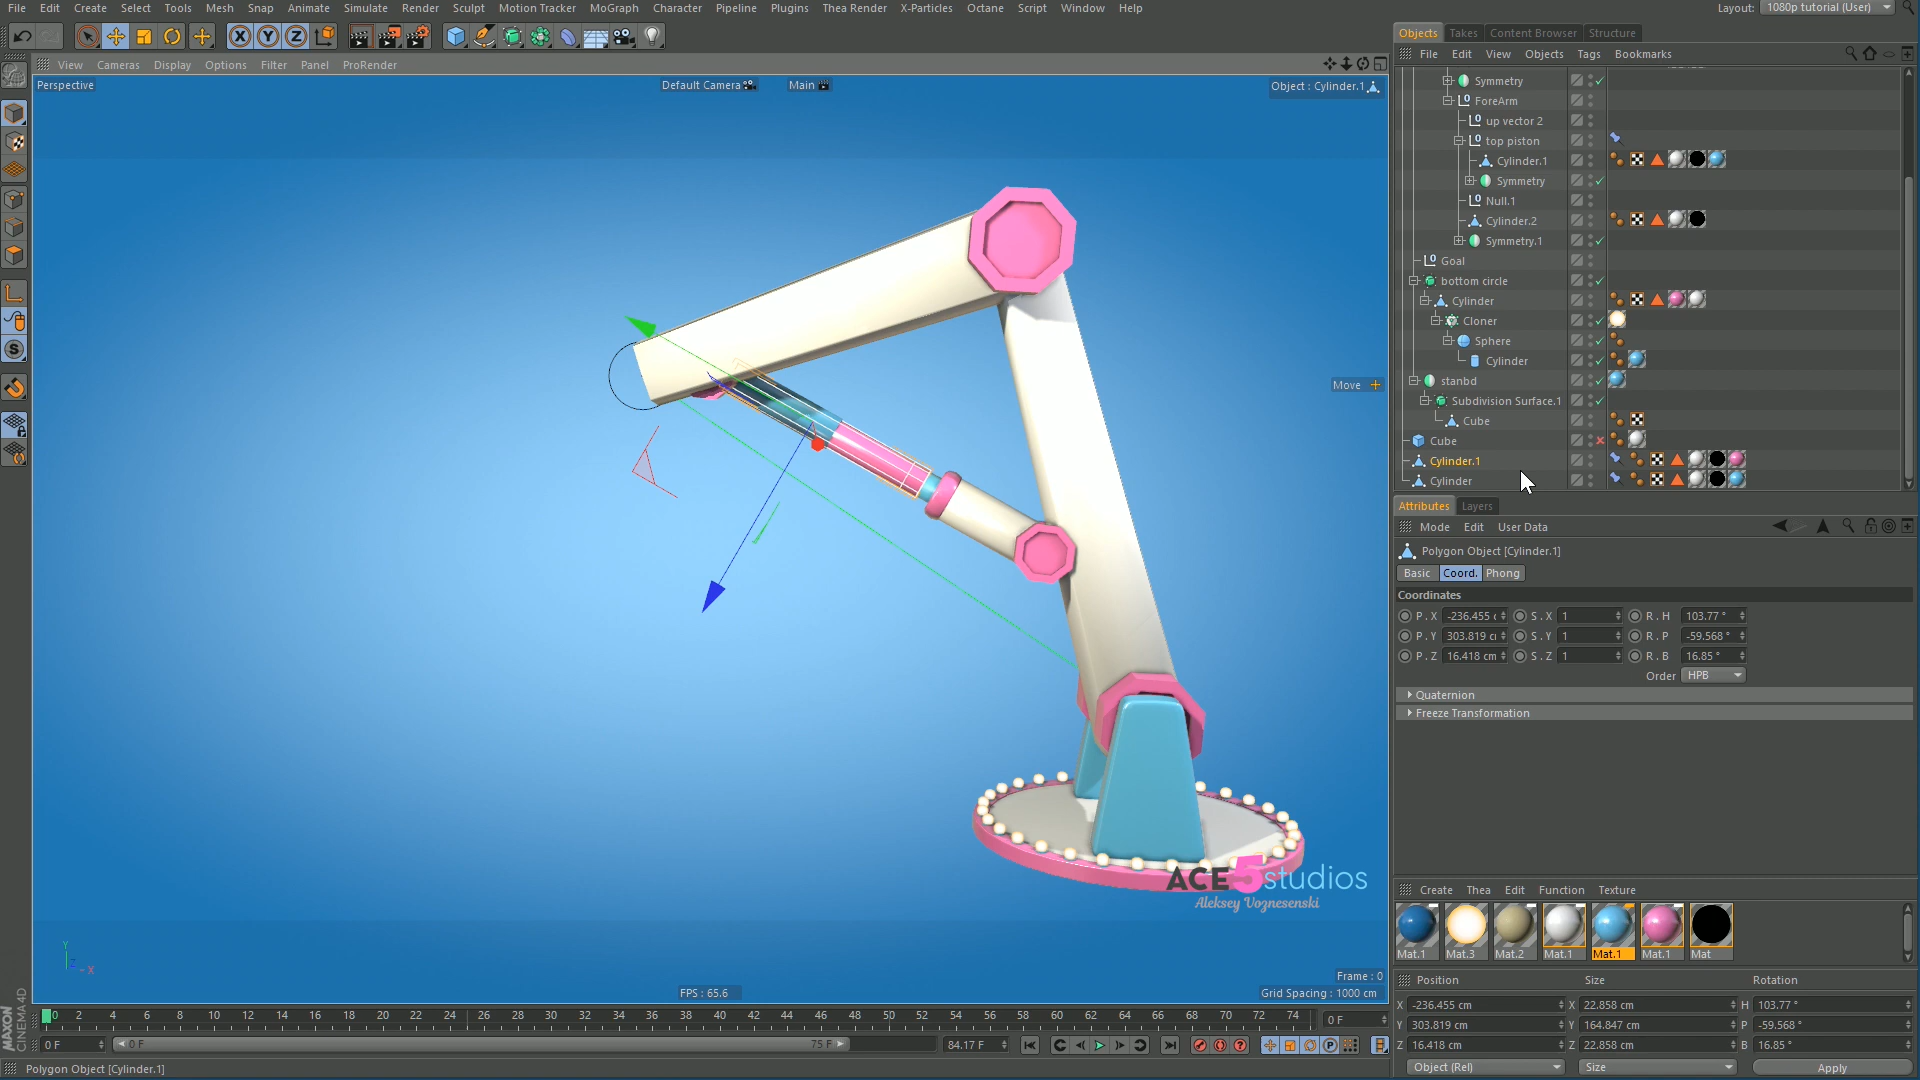 File Edit Create Select Tools Mesh Snap Animate Simulate Render Sculpt Motion Tracker MoGraph Character Pipeline Plugins Thea Render X-Particles Octane Script Window Help
Layout: 1080p tutorial (User)
X Y Z
View Cameras Display Options Filter Panel ProRender
Perspective
Default Camera
Main
Object : Cylinder.1
Move
Objects Takes Content Browser Structure
File Edit View Objects Tags Bookmarks
Symmetry
ForeArm
up vector 2
top piston
Cylinder.1
Symmetry
Null.1
Cylinder.2
Symmetry.1
Goal
bottom circle
Cylinder
Cloner
Sphere
Cylinder
stanbd
Subdivision Surface.1
Cube
Cube
Cylinder.1
Cylinder
Attributes Layers
Mode Edit User Data
Polygon Object [Cylinder.1]
Basic Coord. Phong
Coordinates
P . X -236.455 c S . X 1 R . H 103.77 °
P . Y 303.819 c S . Y 1 R . P -59.568 °
P . Z 16.418 cm S . Z 1 R . B 16.85 °
Order HPB
Quaternion
Freeze Transformation
ACE 5 studios
Aleksey Voznesenski
Y
Z -X
FPS : 65.6
Frame : 0
Grid Spacing : 1000 cm
Create Thea Edit Function Texture
Mat.1 Mat.3 Mat.2 Mat.1 Mat.1 Mat.1 Mat
Position Size Rotation
X -236.455 cm X 22.858 cm H 103.77 °
Y 303.819 cm Y 164.847 cm P -59.568 °
Z 16.418 cm Z 22.858 cm B 16.85 °
Object (Rel) Size Apply
0 2 4 6 8 10 12 14 16 18 20 22 24 26 28 30 32 34 36 38 40 42 44 46 48 50 52 54 56 58 60 62 64 66 68 70 72 74
0 F
0 F 0 F 75 F 84.17 F
MAXON
CINEMA4D
Polygon Object [Cylinder.1]